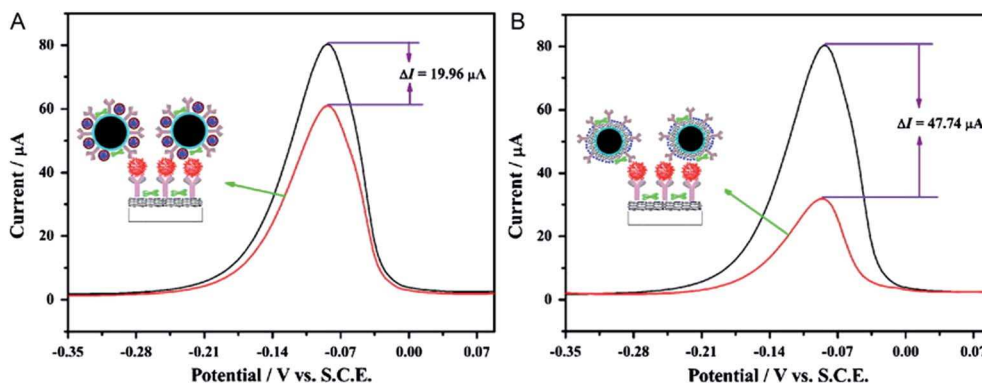 A
80
60
40
20
0
Current / μA
ΔI = 19.96 μA
-0.35 -0.28 -0.21 -0.14 -0.07 0.00 0.07
Potential / V vs. S.C.E.
B
80
60
40
20
0
Current / μA
ΔI = 47.74 μA
-0.35 -0.28 -0.21 -0.14 -0.07 0.00 0.07
Potential / V vs. S.C.E.